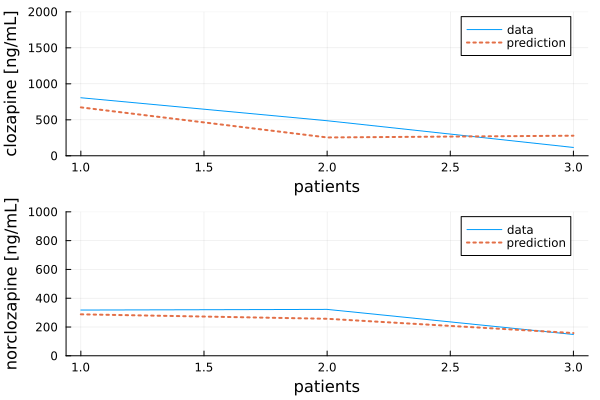 clozapine [ng/mL]
2000
1500
1000
500
0
data
prediction
1.0 1.5 2.0 2.5 3.0
patients
norclozapine [ng/mL]
1000
800
600
400
200
0
data
prediction
1.0 1.5 2.0 2.5 3.0
patients